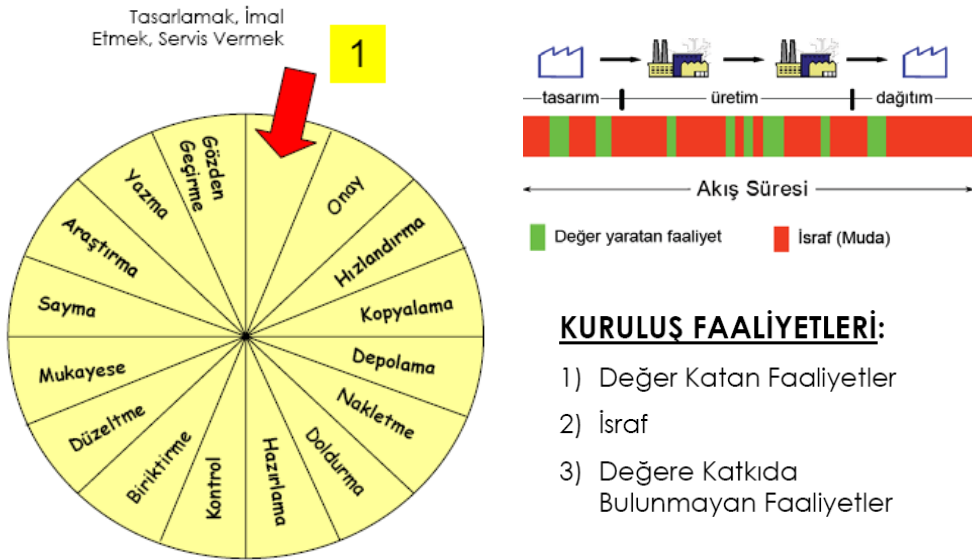 Tasarlamak, İmal
Etmek, Servis Vermek
1
Onay
Hızlandırma
Kopyalama
Depolama
Nakletme
Doldurma
Hazırlama
Kontrol
Biriktirme
Düzeltme
Mukayese
Sayma
Araştırma
Yazma
Gözden
Geçirme
tasarım
üretim
dağıtım
Akış Süresi
Değer yaratan faaliyet
İsraf (Muda)
KURULUŞ FAALİYETLERİ:
1) Değer Katan Faaliyetler
2) İsraf
3) Değere Katkıda
Bulunmayan Faaliyetler